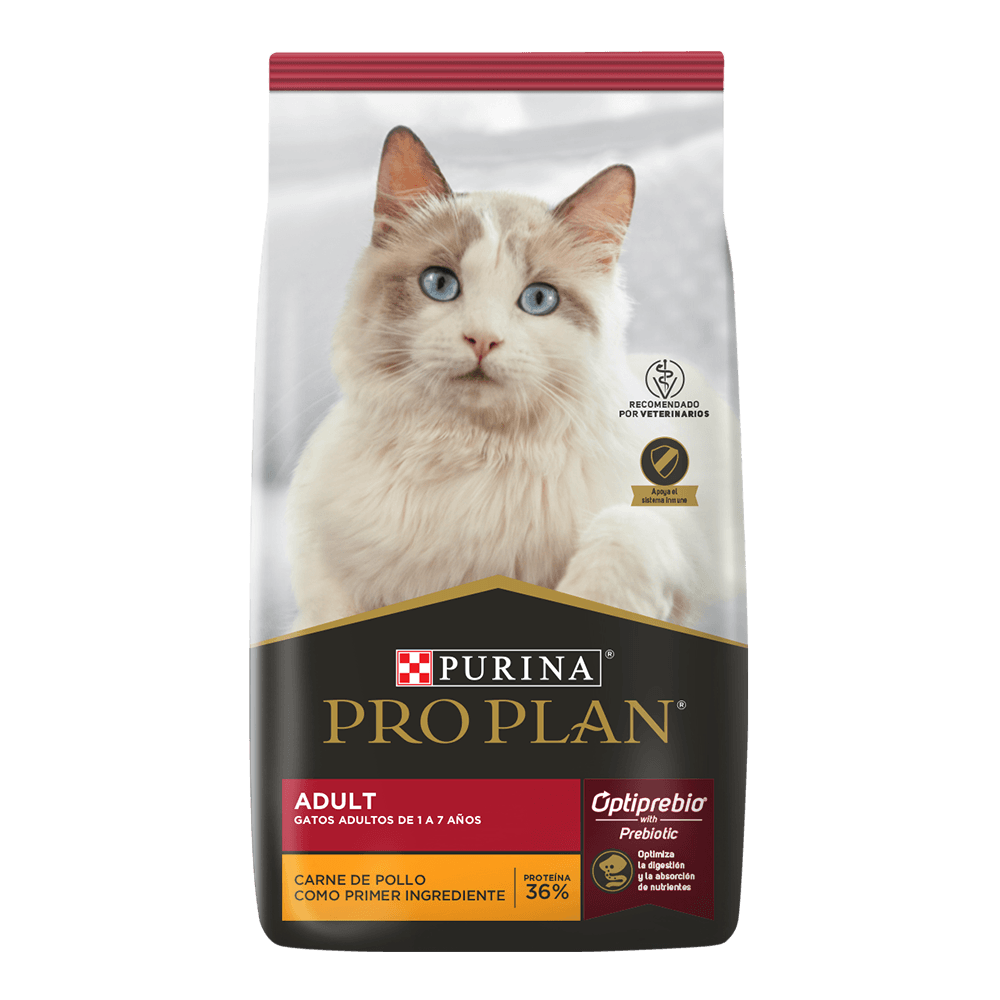 RECOMENDADO
POR VETERINARIOS
Apoya el
sistema inmune
PURINA®
PRO PLAN®
ADULT
GATOS ADULTOS DE 1 A 7 AÑOS
CARNE DE POLLO
COMO PRIMER INGREDIENTE
PROTEÍNA
36%
Optiprebio®
with
Prebiotic
Optimiza
la digestión
y la absorción
de nutrientes